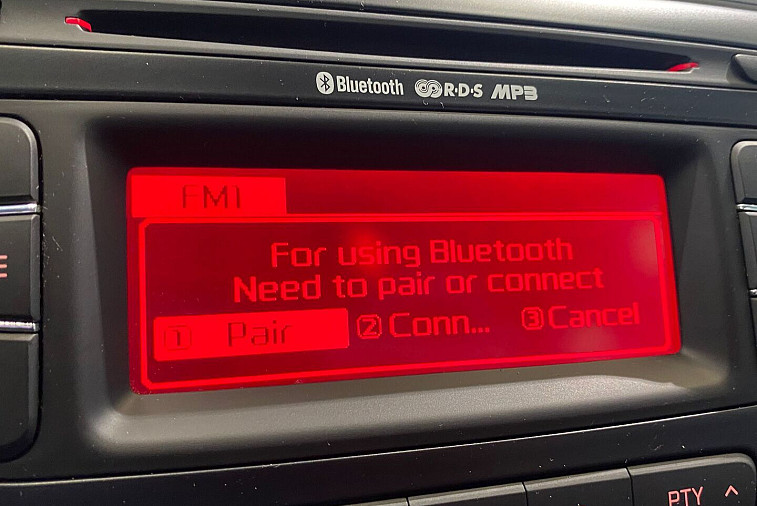 Bluetooth R·D·S MP3
FM1
For using Bluetooth
Need to pair or connect
1 Pair 2 Conn... 3 Cancel
PTY ^